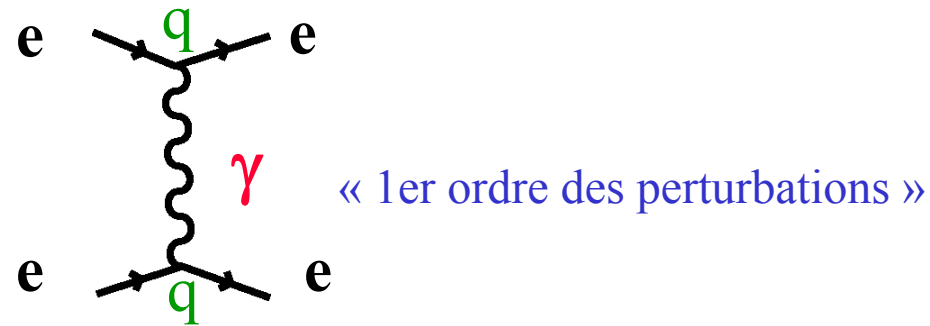 e q e
γ
« 1er ordre des perturbations »
e q e